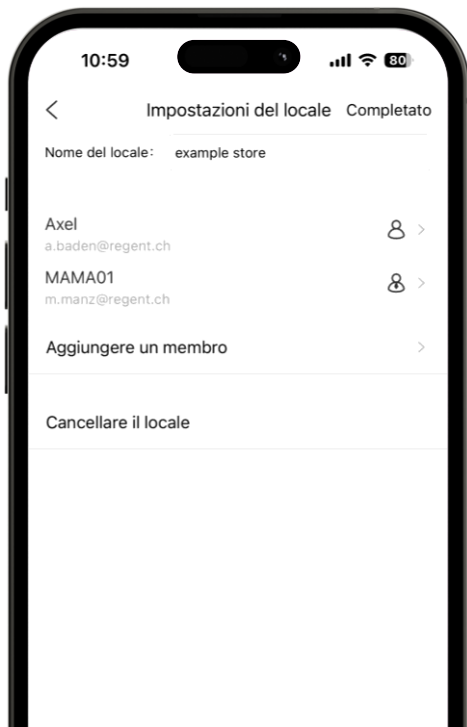 10:59
80
Impostazioni del locale Completato
Nome del locale: example store
Axel
a.baden@regent.ch
MAMA01
m.manz@regent.ch
Aggiungere un membro
Cancellare il locale